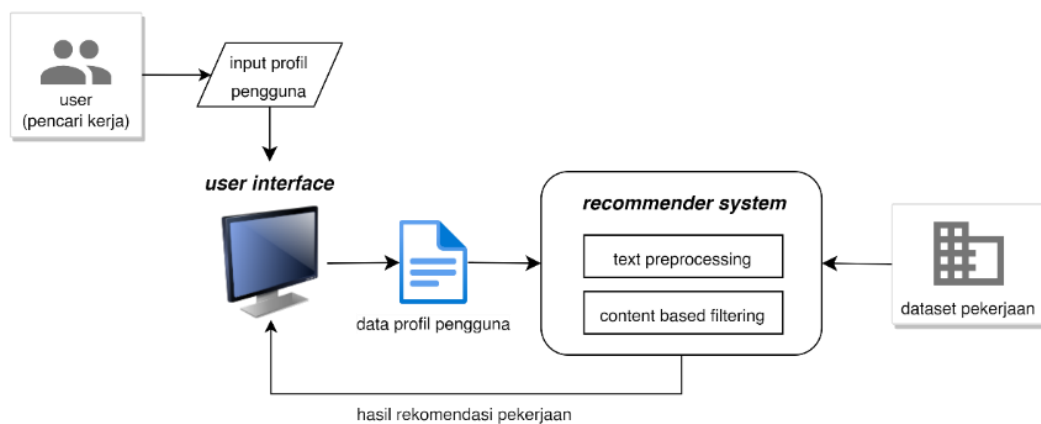 user
(pencari kerja)
input profil
pengguna
user interface
data profil pengguna
recommender system
text preprocessing
content based filtering
dataset pekerjaan
hasil rekomendasi pekerjaan